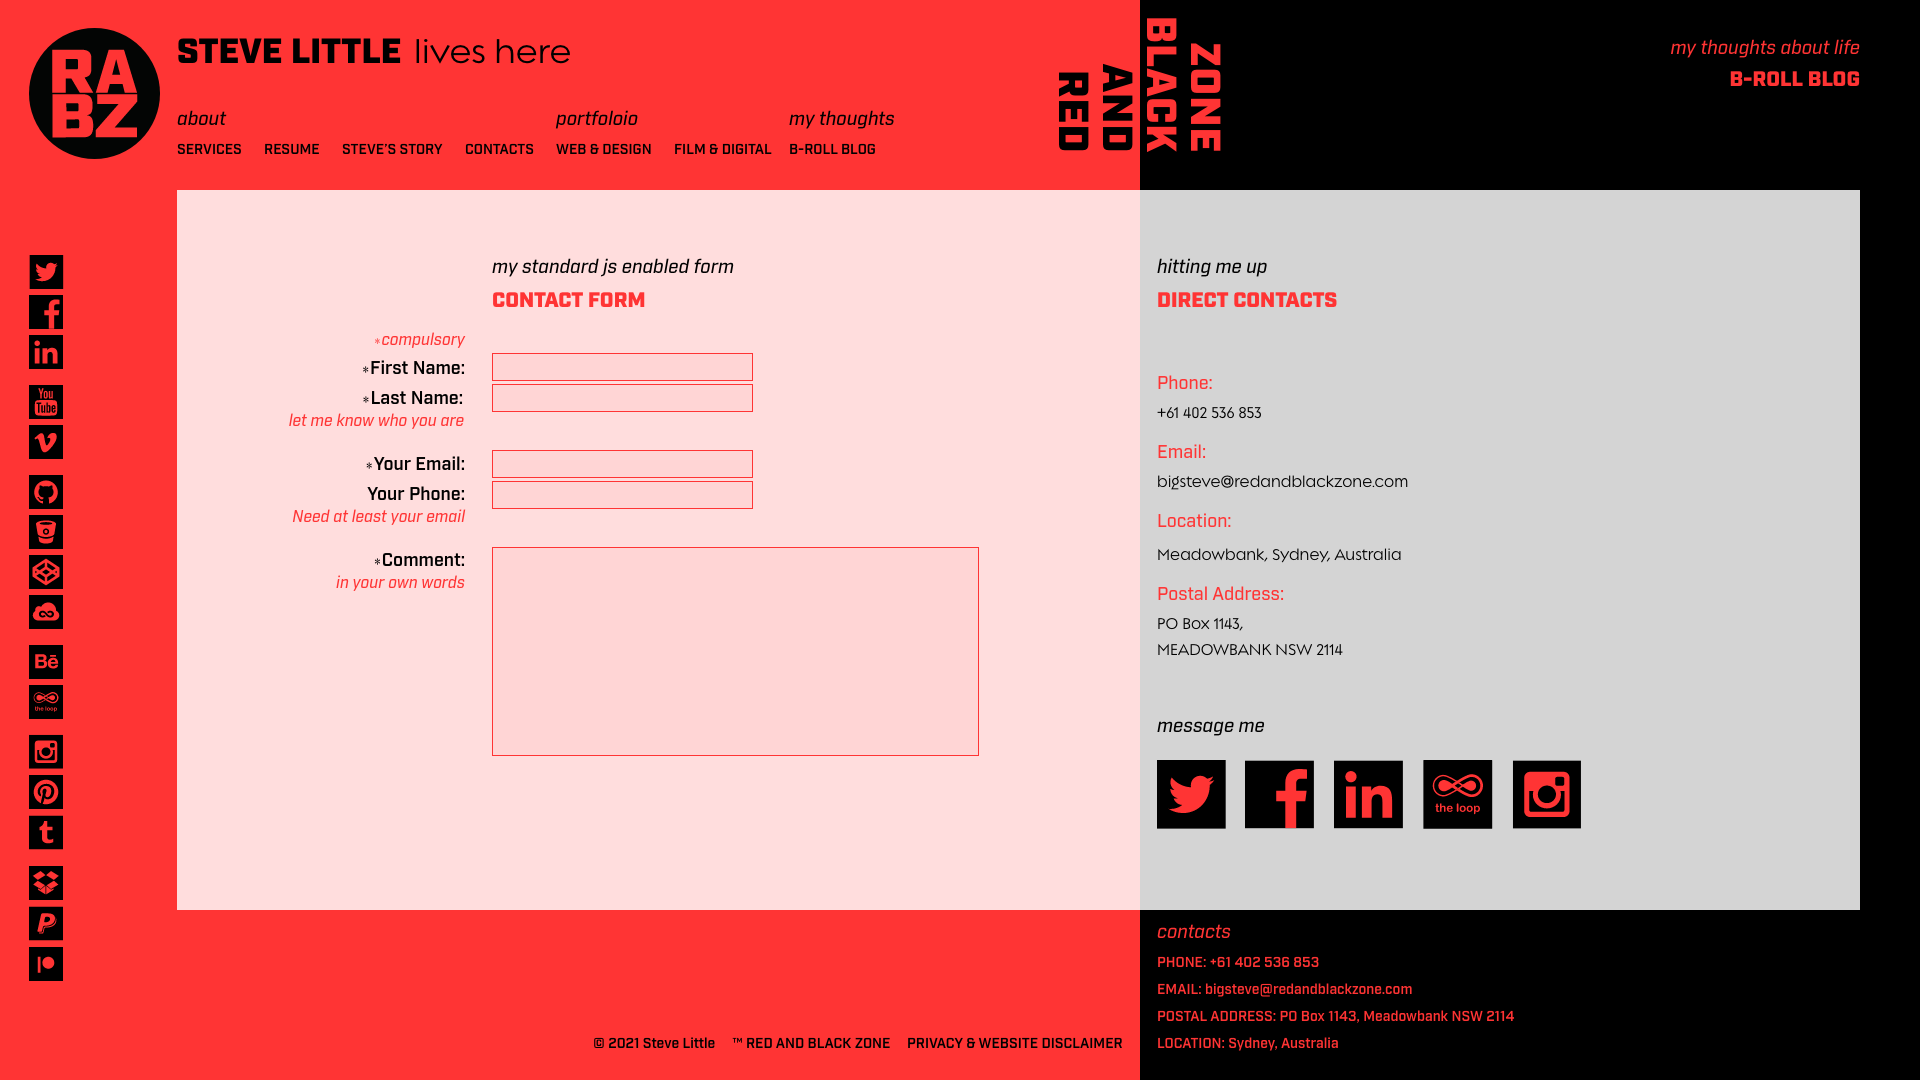 RA
BZ
STEVE LITTLE lives here
about
SERVICES RESUME STEVE'S STORY CONTACTS
portfoloio
WEB & DESIGN FILM & DIGITAL
my thoughts
B-ROLL BLOG
RED
AND
BLACK
ZONE
my thoughts about life
B-ROLL BLOG
You
Tube
in
Bē
the loop
my standard js enabled form
CONTACT FORM
*compulsory
*First Name:
*Last Name:
let me know who you are
*Your Email:
Your Phone:
Need at least your email
*Comment:
in your own words
hitting me up
DIRECT CONTACTS
Phone:
+61 402 536 853
Email:
bigsteve@redandblackzone.com
Location:
Meadowbank, Sydney, Australia
Postal Address:
PO Box 1143,
MEADOWBANK NSW 2114
message me
in
the loop
contacts
PHONE: +61 402 536 853
EMAIL: bigsteve@redandblackzone.com
POSTAL ADDRESS: PO Box 1143, Meadowbank NSW 2114
LOCATION: Sydney, Australia
© 2021 Steve Little ™ RED AND BLACK ZONE PRIVACY & WEBSITE DISCLAIMER